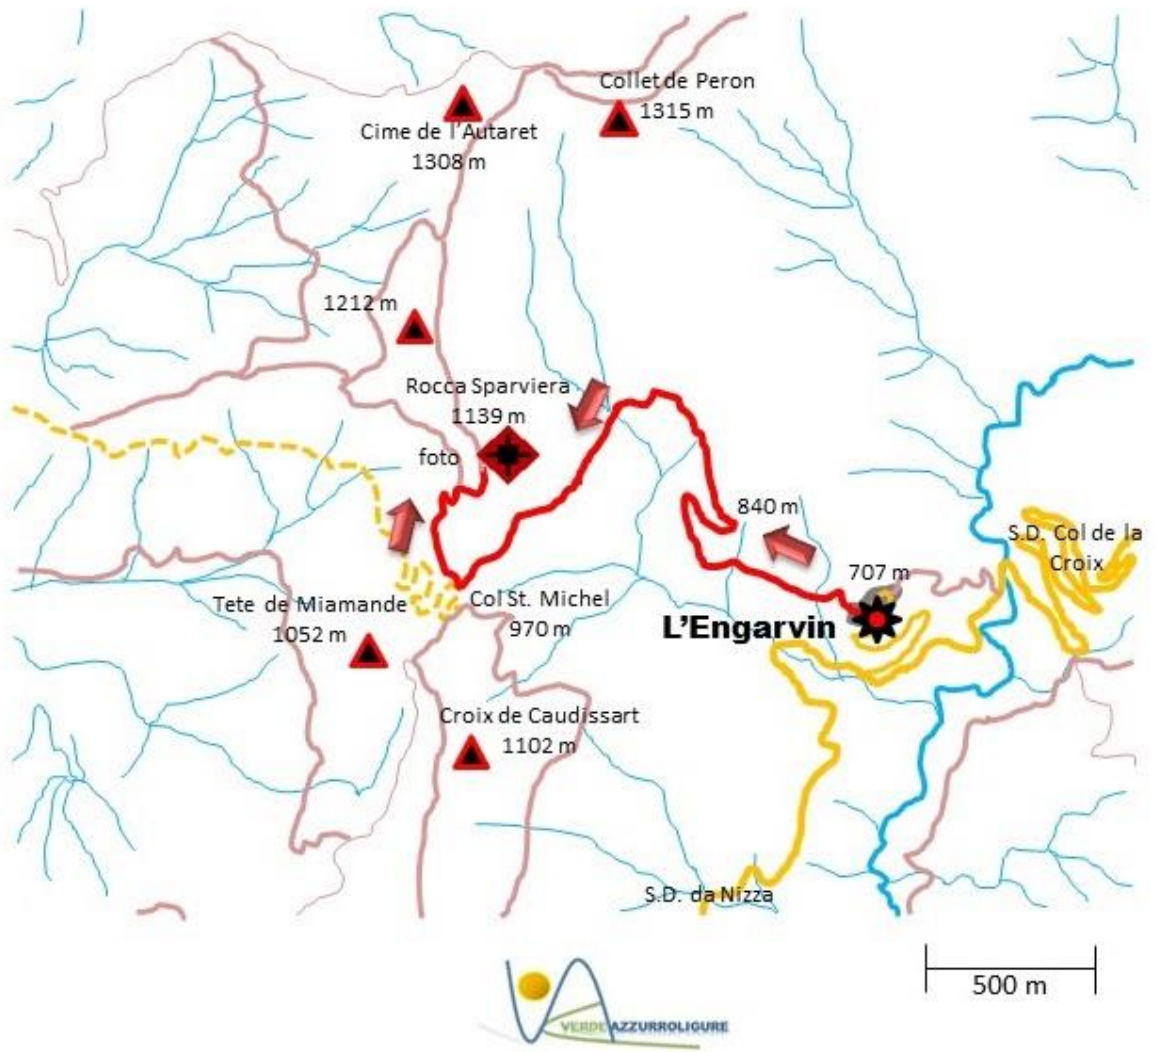 Collet de Peron
1315 m
Cime de l'Autaret
1308 m
1212 m
Rocca Sparviera
1139 m
foto
840 m
S.D. Col de la
Croix
707 m
Tete de Miamande
1052 m
Col St. Michel
970 m
L'Engarvin
Croix de Caudissart
1102 m
S.D. da Nizza
500 m
VERDEAZZURROLIGURE